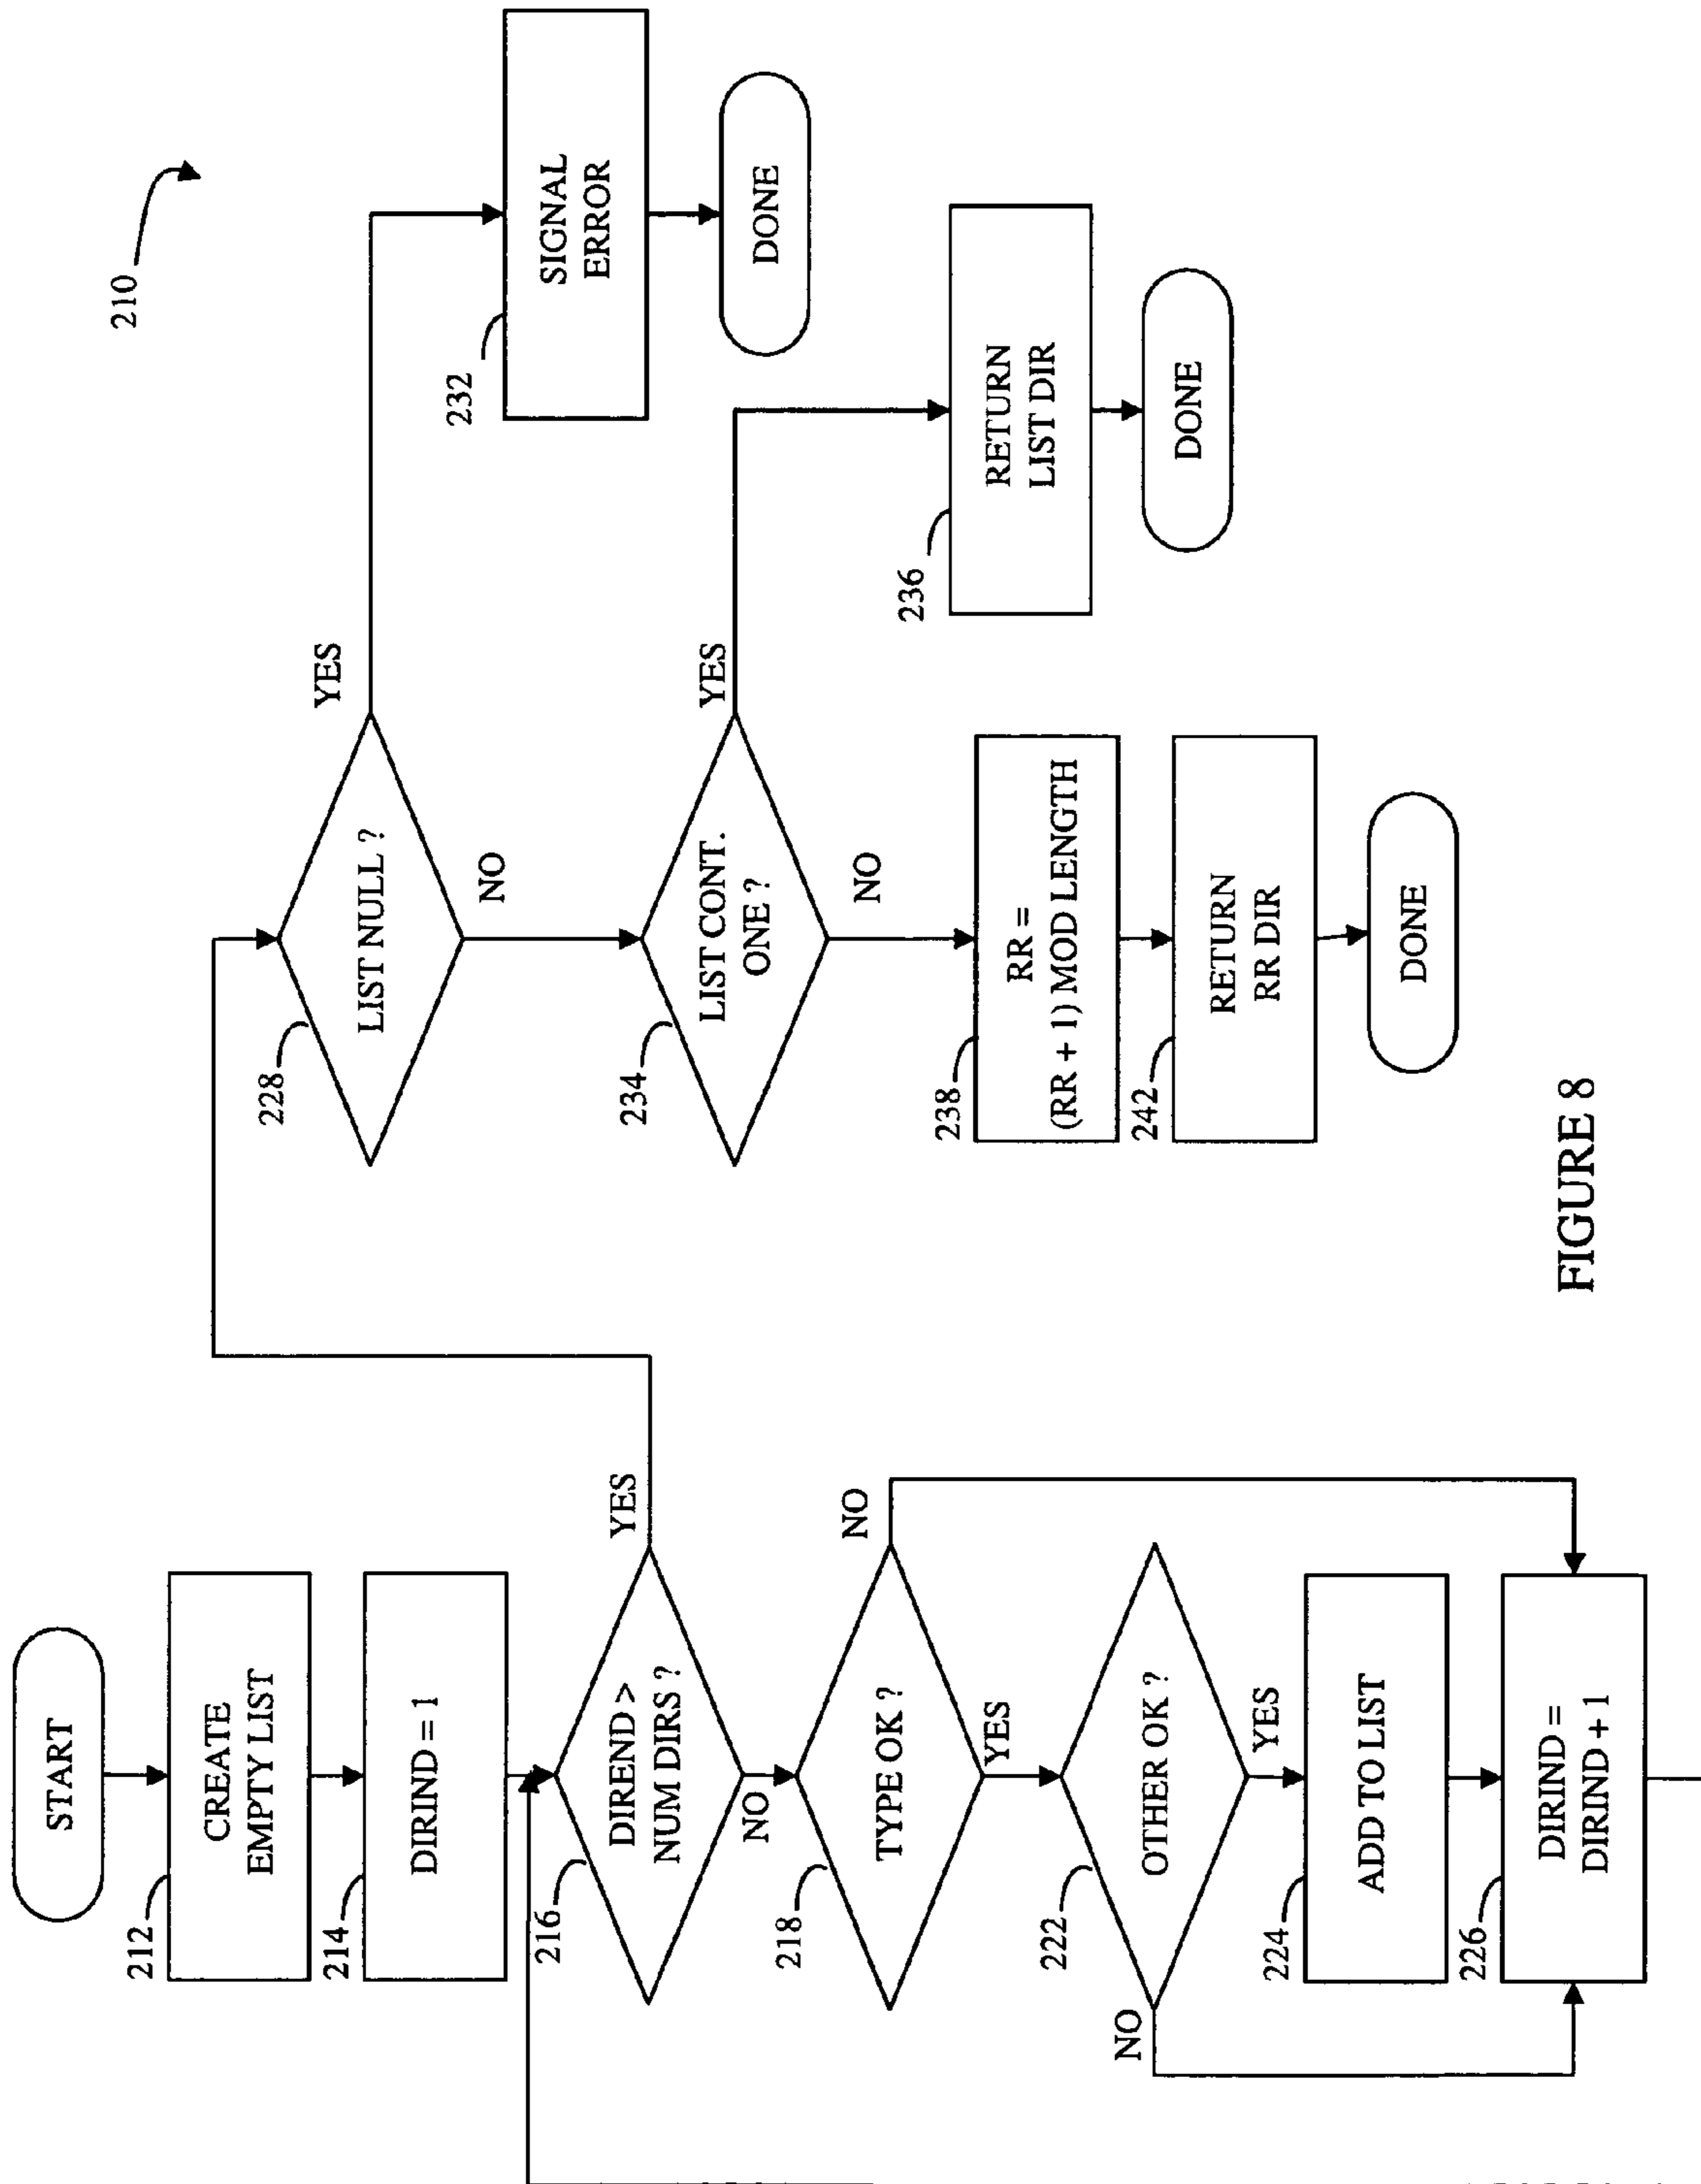 210
START
212
CREATE
EMPTY LIST
214
DIRIND = 1
216
DIREND >
NUM DIRS ?
YES
NO
218
TYPE OK ?
NO
YES
222
OTHER OK ?
NO
YES
224
ADD TO LIST
226
DIRIND =
DIRIND + 1
228
LIST NULL ?
YES
NO
232
SIGNAL
ERROR
DONE
234
LIST CONT.
ONE ?
YES
NO
236
RETURN
LIST DIR
DONE
238
RR =
(RR + 1) MOD LENGTH
242
RETURN
RR DIR
DONE
FIGURE 8